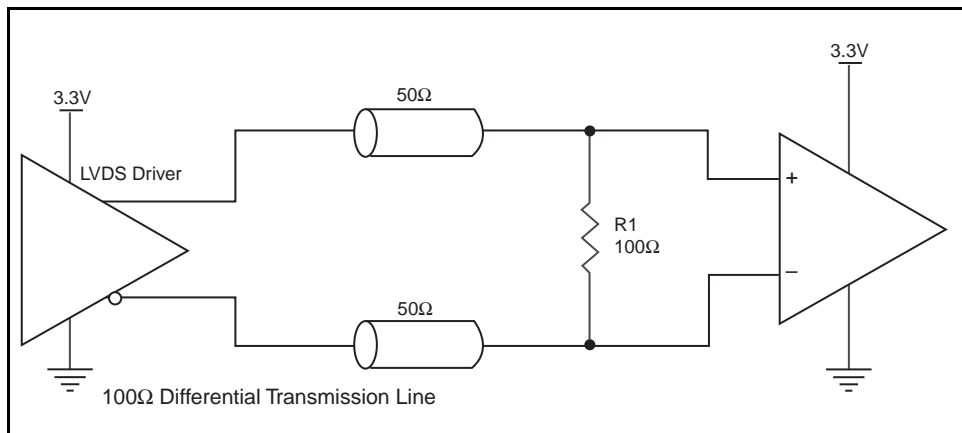 3.3V
3.3V
50Ω
LVDS Driver
+
R1
100Ω
−
50Ω
100Ω Differential Transmission Line